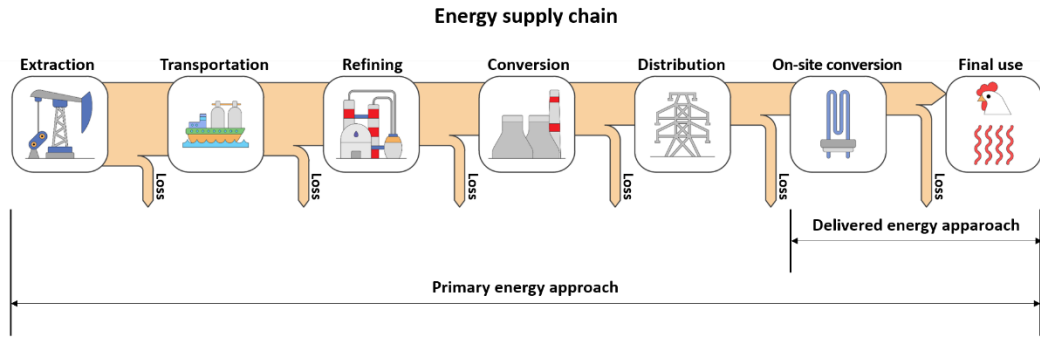 Energy supply chain
Extraction
Transportation
Refining
Conversion
Distribution
On-site conversion
Final use
Loss
Loss
Loss
Loss
Loss
Loss
Delivered energy apparoach
Primary energy approach